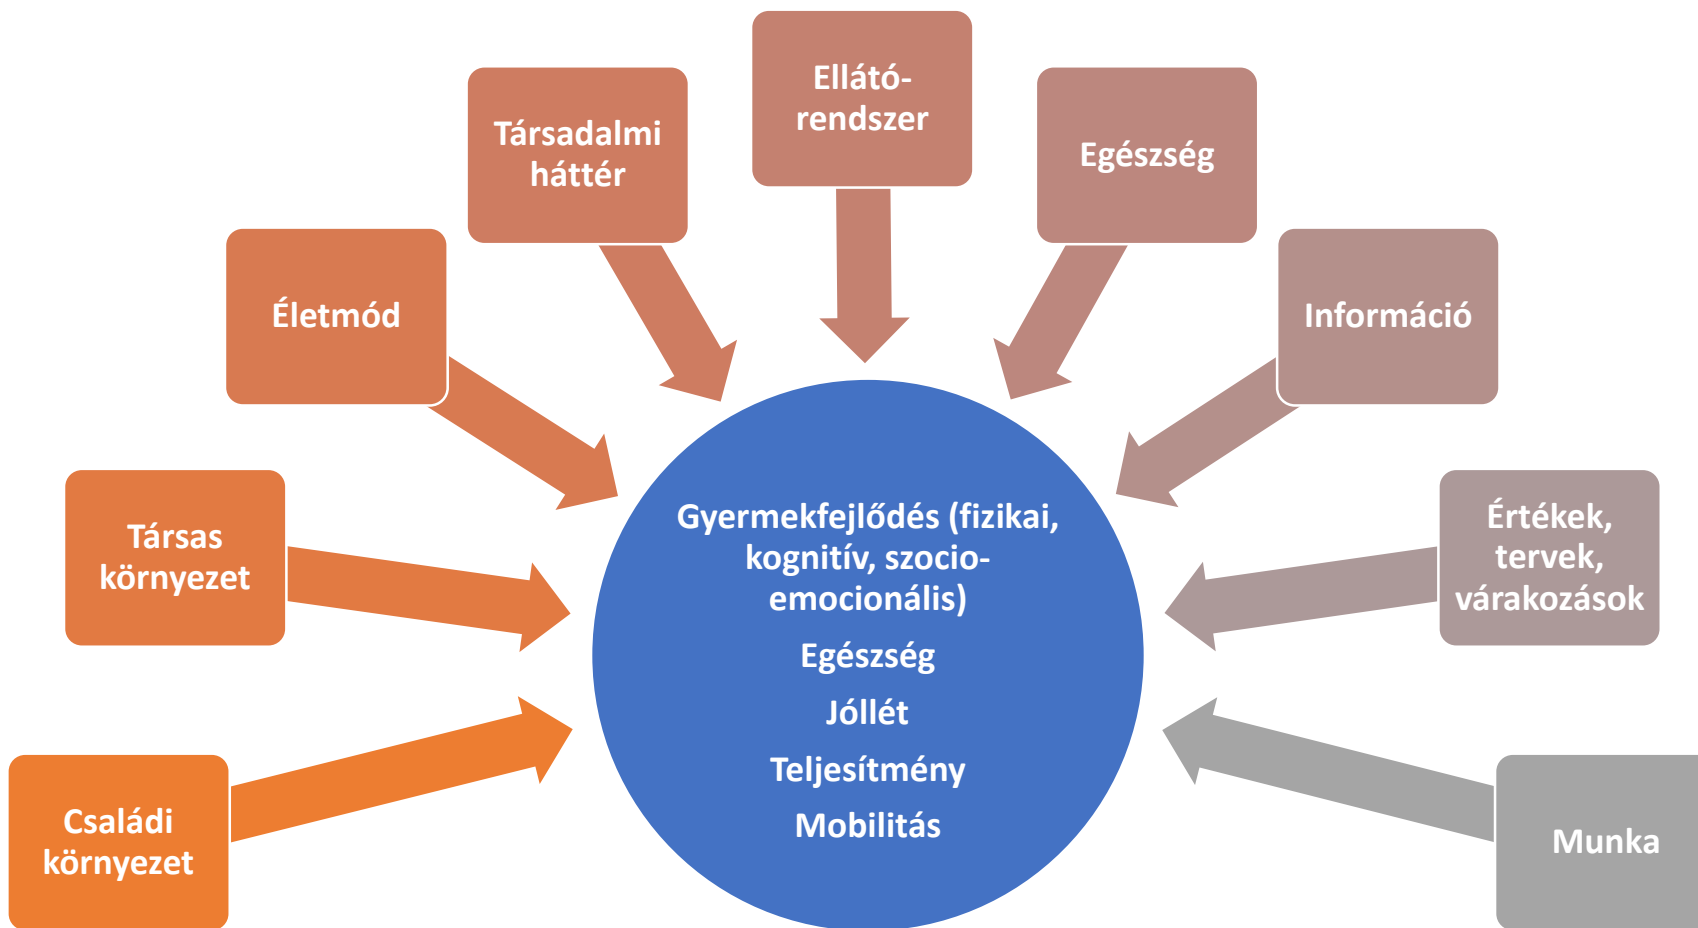 Ellátó-
rendszer
Társadalmi
háttér
Egészség
Életmód
Információ
Társas
környezet
Értékek,
tervek,
várakozások
Családi
környezet
Munka
Gyermekfejlődés (fizikai,
kognitív, szocio-
emocionális)
Egészség
Jóllét
Teljesítmény
Mobilitás